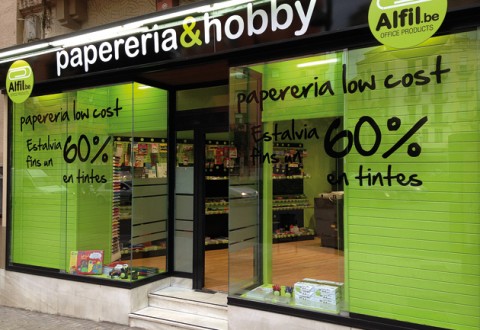 papereria&hobby
Alfil.be
OFFICE PRODUCTS
Alfil.be
papereria low cost
Estalvia
fins un
60%
en tintes
papereria low cost
Estalvia
fins un
60%
en tintes